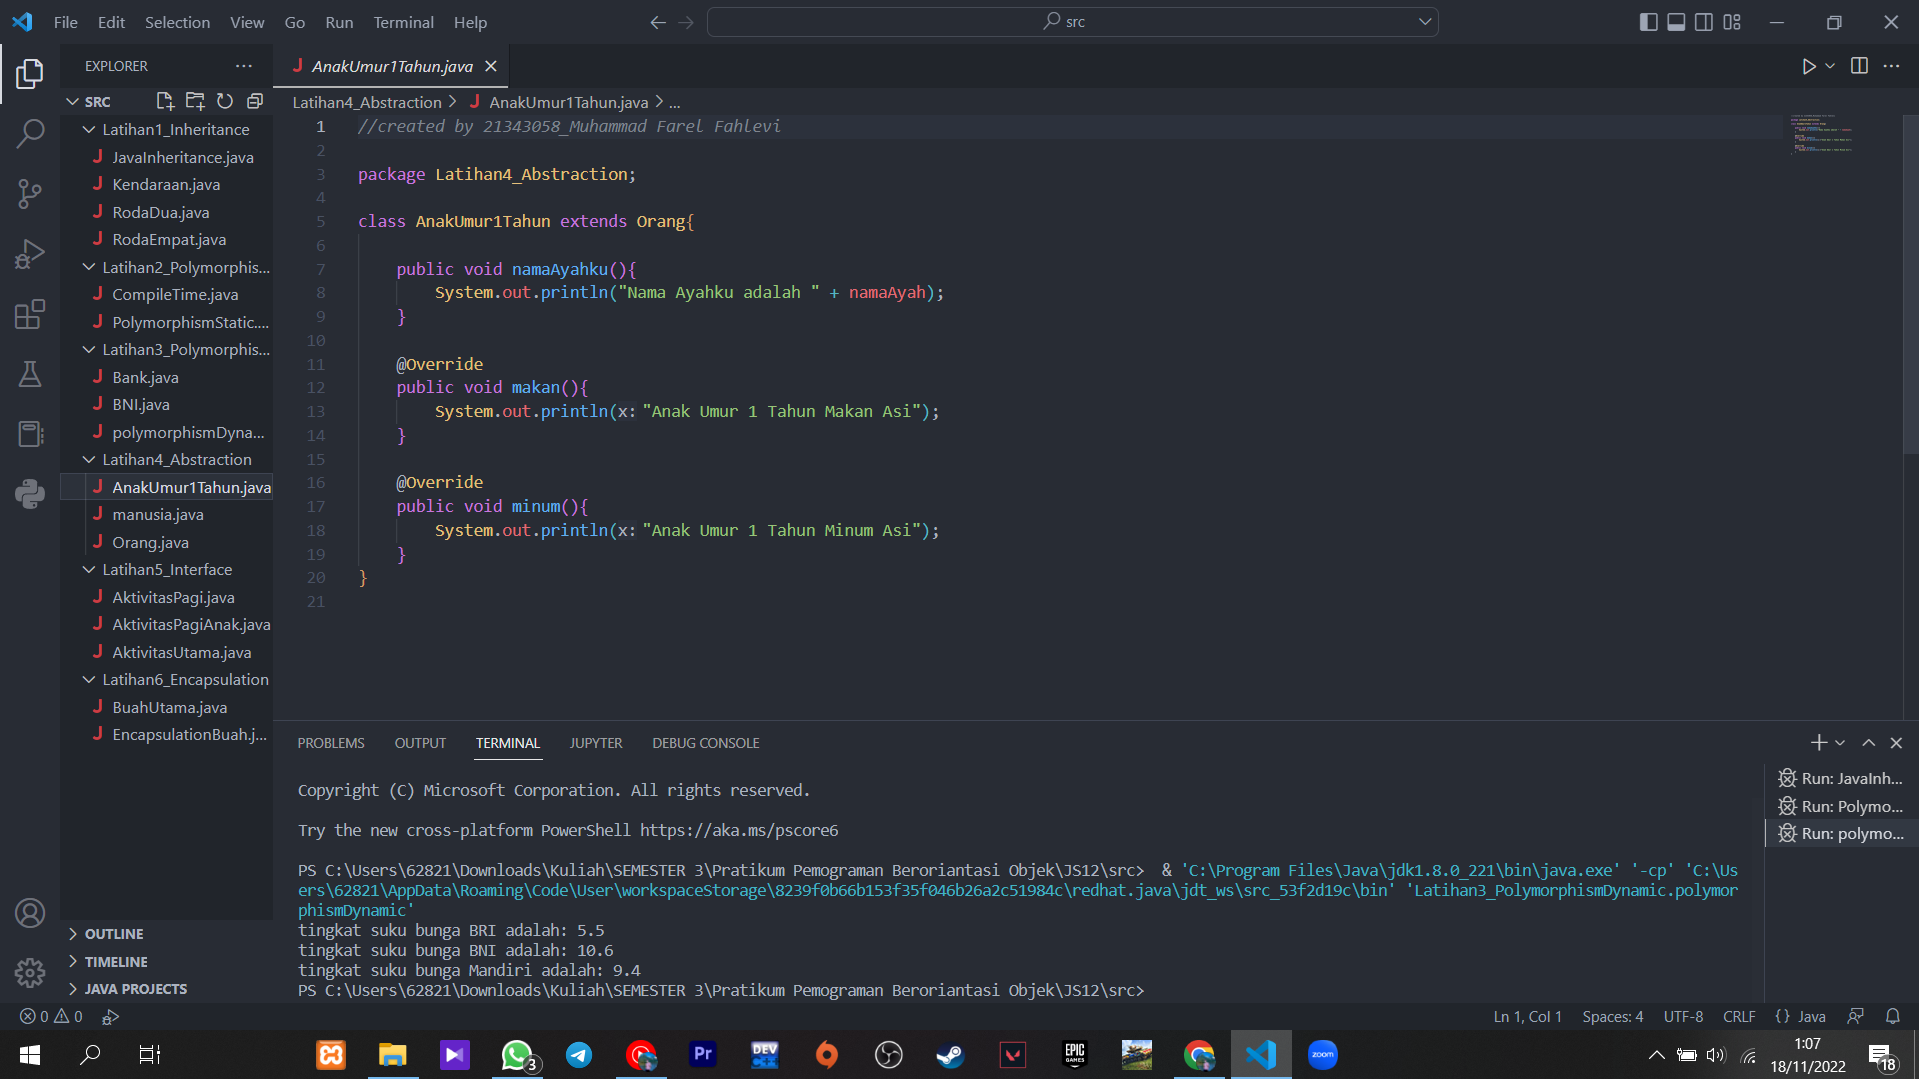 File Edit Selection View Go Run Terminal Help
src
EXPLORER
AnakUmur1Tahun.java
SRC
Latihan4_Abstraction > AnakUmur1Tahun.java > ...
Latihan1_Inheritance
JavaInheritance.java
Kendaraan.java
RodaDua.java
RodaEmpat.java
Latihan2_Polymorphis...
CompileTime.java
PolymorphismStatic....
Latihan3_Polymorphis...
Bank.java
BNI.java
polymorphismDyna...
Latihan4_Abstraction
AnakUmur1Tahun.java
manusia.java
Orang.java
Latihan5_Interface
AktivitasPagi.java
AktivitasPagiAnak.java
AktivitasUtama.java
Latihan6_Encapsulation
BuahUtama.java
EncapsulationBuah.j...
OUTLINE
TIMELINE
JAVA PROJECTS
1 //created by 21343058_Muhammad Farel Fahlevi
2
3 package Latihan4_Abstraction;
4
5 class AnakUmur1Tahun extends Orang{
6
7 public void namaAyahku(){
8 System.out.println("Nama Ayahku adalah " + namaAyah);
9 }
10
11 @Override
12 public void makan(){
13 System.out.println(x: "Anak Umur 1 Tahun Makan Asi");
14 }
15
16 @Override
17 public void minum(){
18 System.out.println(x: "Anak Umur 1 Tahun Minum Asi");
19 }
20 }
21
PROBLEMS OUTPUT TERMINAL JUPYTER DEBUG CONSOLE
Copyright (C) Microsoft Corporation. All rights reserved.
Try the new cross-platform PowerShell https://aka.ms/pscore6
PS C:\Users\62821\Downloads\Kuliah\SEMESTER 3\Pratikum Pemograman Beroriantasi Objek\JS12\src> & 'C:\Program Files\Java\jdk1.8.0_221\bin\java.exe' '-cp' 'C:\Us
ers\62821\AppData\Roaming\Code\User\workspaceStorage\8239f0b66b153f35f046b26a2c51984c\redhat.java\jdt_ws\src_53f2d19c\bin' 'Latihan3_PolymorphismDynamic.polymor
phismDynamic'
tingkat suku bunga BRI adalah: 5.5
tingkat suku bunga BNI adalah: 10.6
tingkat suku bunga Mandiri adalah: 9.4
PS C:\Users\62821\Downloads\Kuliah\SEMESTER 3\Pratikum Pemograman Beroriantasi Objek\JS12\src>
Run: JavaInh...
Run: Polymo...
Run: polymo...
0 0
Ln 1, Col 1 Spaces: 4 UTF-8 CRLF {} Java
3
Pr
DEV C++
EPIC GAMES
zoom
1:07
18/11/2022
18